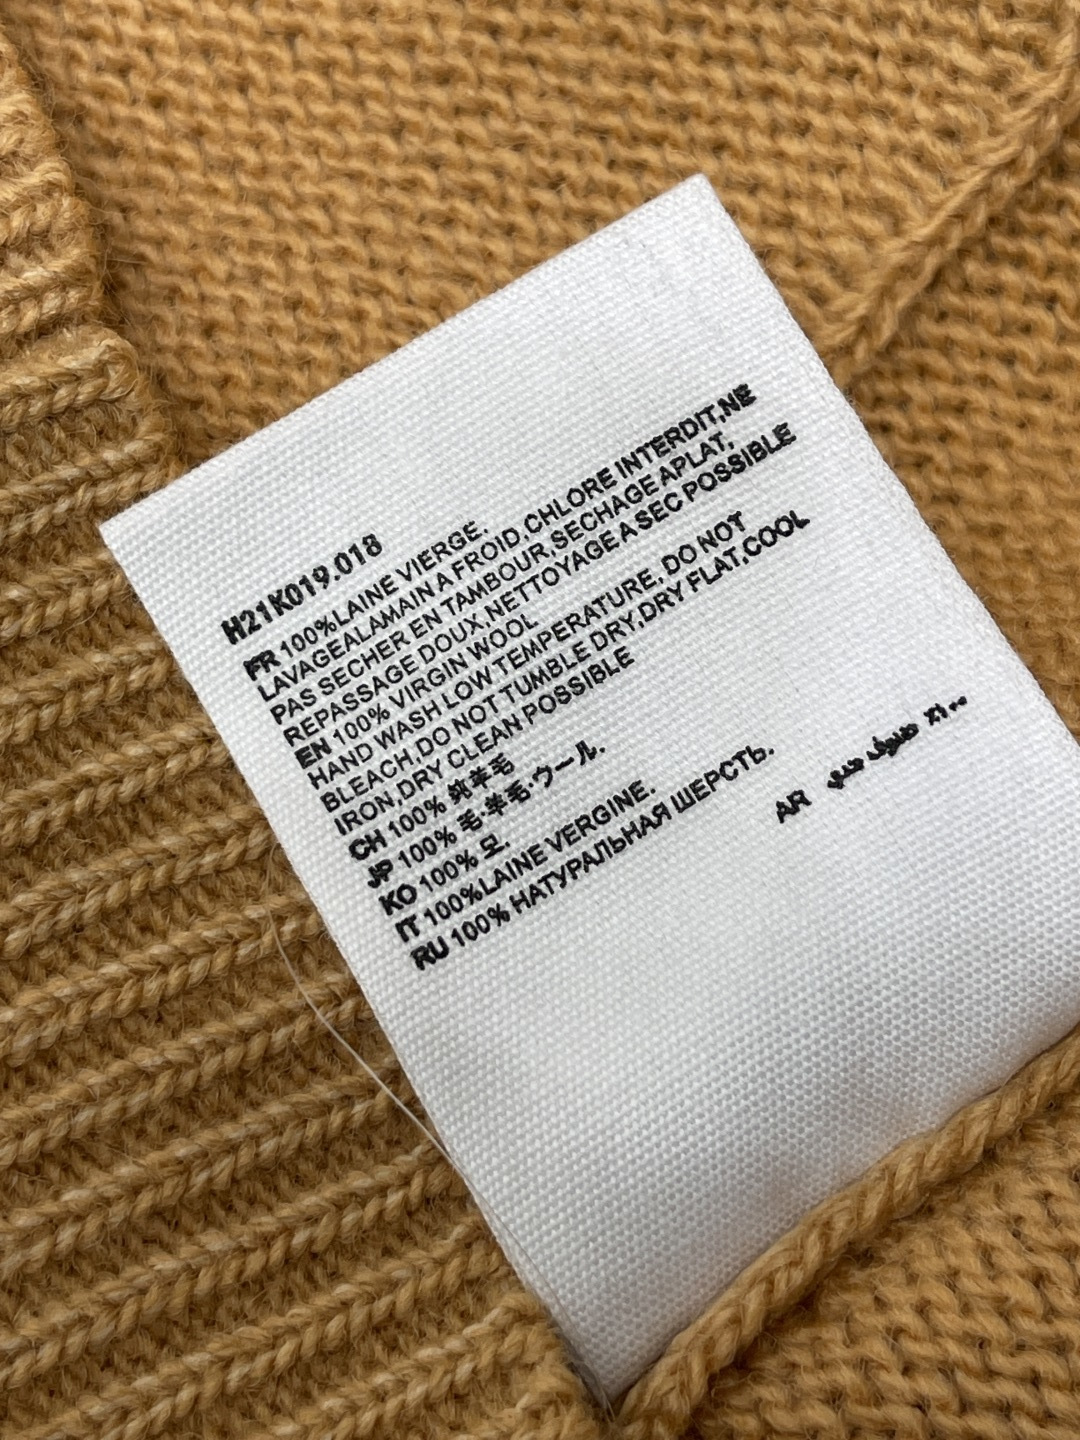 H21K019.018
FR 100%LAINE VIERGE.
LAVAGEALAMAIN A FROID,CHLORE INTERDIT,NE
PAS SECHER EN TAMBOUR,SECHAGE APLAT,
REPASSAGE DOUX,NETTOYAGE A SEC POSSIBLE
EN 100% VIRGIN WOOL
HAND WASH LOW TEMPERATURE, DO NOT
BLEACH,DO NOT TUMBLE DRY,DRY FLAT,COOL
IRON,DRY CLEAN POSSIBLE
CH 100% 纯羊毛
JP 100% 毛·羊毛·ウール.
KO 100% 모.
IT 100%LAINE VERGINE.
RU 100% НАТУРАЛЬНАЯ ШЕРСТЬ.
AR صوف